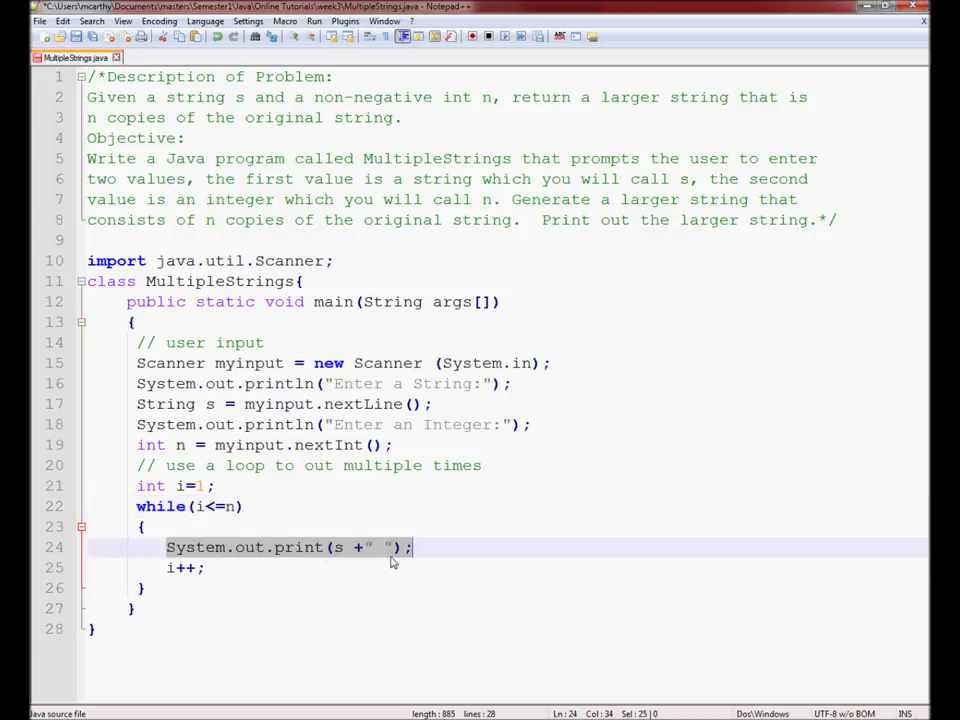 *C:\Users\mcarthy\Documents\masters\Semester1\Java\Online Tutorials\week3\MultipleStrings.java - Notepad++
File Edit Search View Encoding Language Settings Macro Run Plugins Window ? X
MultipleStrings.java
1 /*Description of Problem:
2 Given a string s and a non-negative int n, return a larger string that is
3 n copies of the original string.
4 Objective:
5 Write a Java program called MultipleStrings that prompts the user to enter
6 two values, the first value is a string which you will call s, the second
7 value is an integer which you will call n. Generate a larger string that
8 consists of n copies of the original string.  Print out the larger string.*/
9
10 import java.util.Scanner;
11 class MultipleStrings{
12     public static void main(String args[])
13     {
14      // user input
15      Scanner myinput = new Scanner (System.in);
16      System.out.println("Enter a String:");
17      String s = myinput.nextLine();
18      System.out.println("Enter an Integer:");
19      int n = myinput.nextInt();
20      // use a loop to out multiple times
21      int i=1;
22      while(i<=n)
23      {
24         System.out.print(s +" ");
25         i++;
26      }
27     }
28 }
Java source file length : 885 lines : 28 Ln : 24 Col : 34 Sel : 25 | 0 Dos\Windows UTF-8 w/o BOM INS